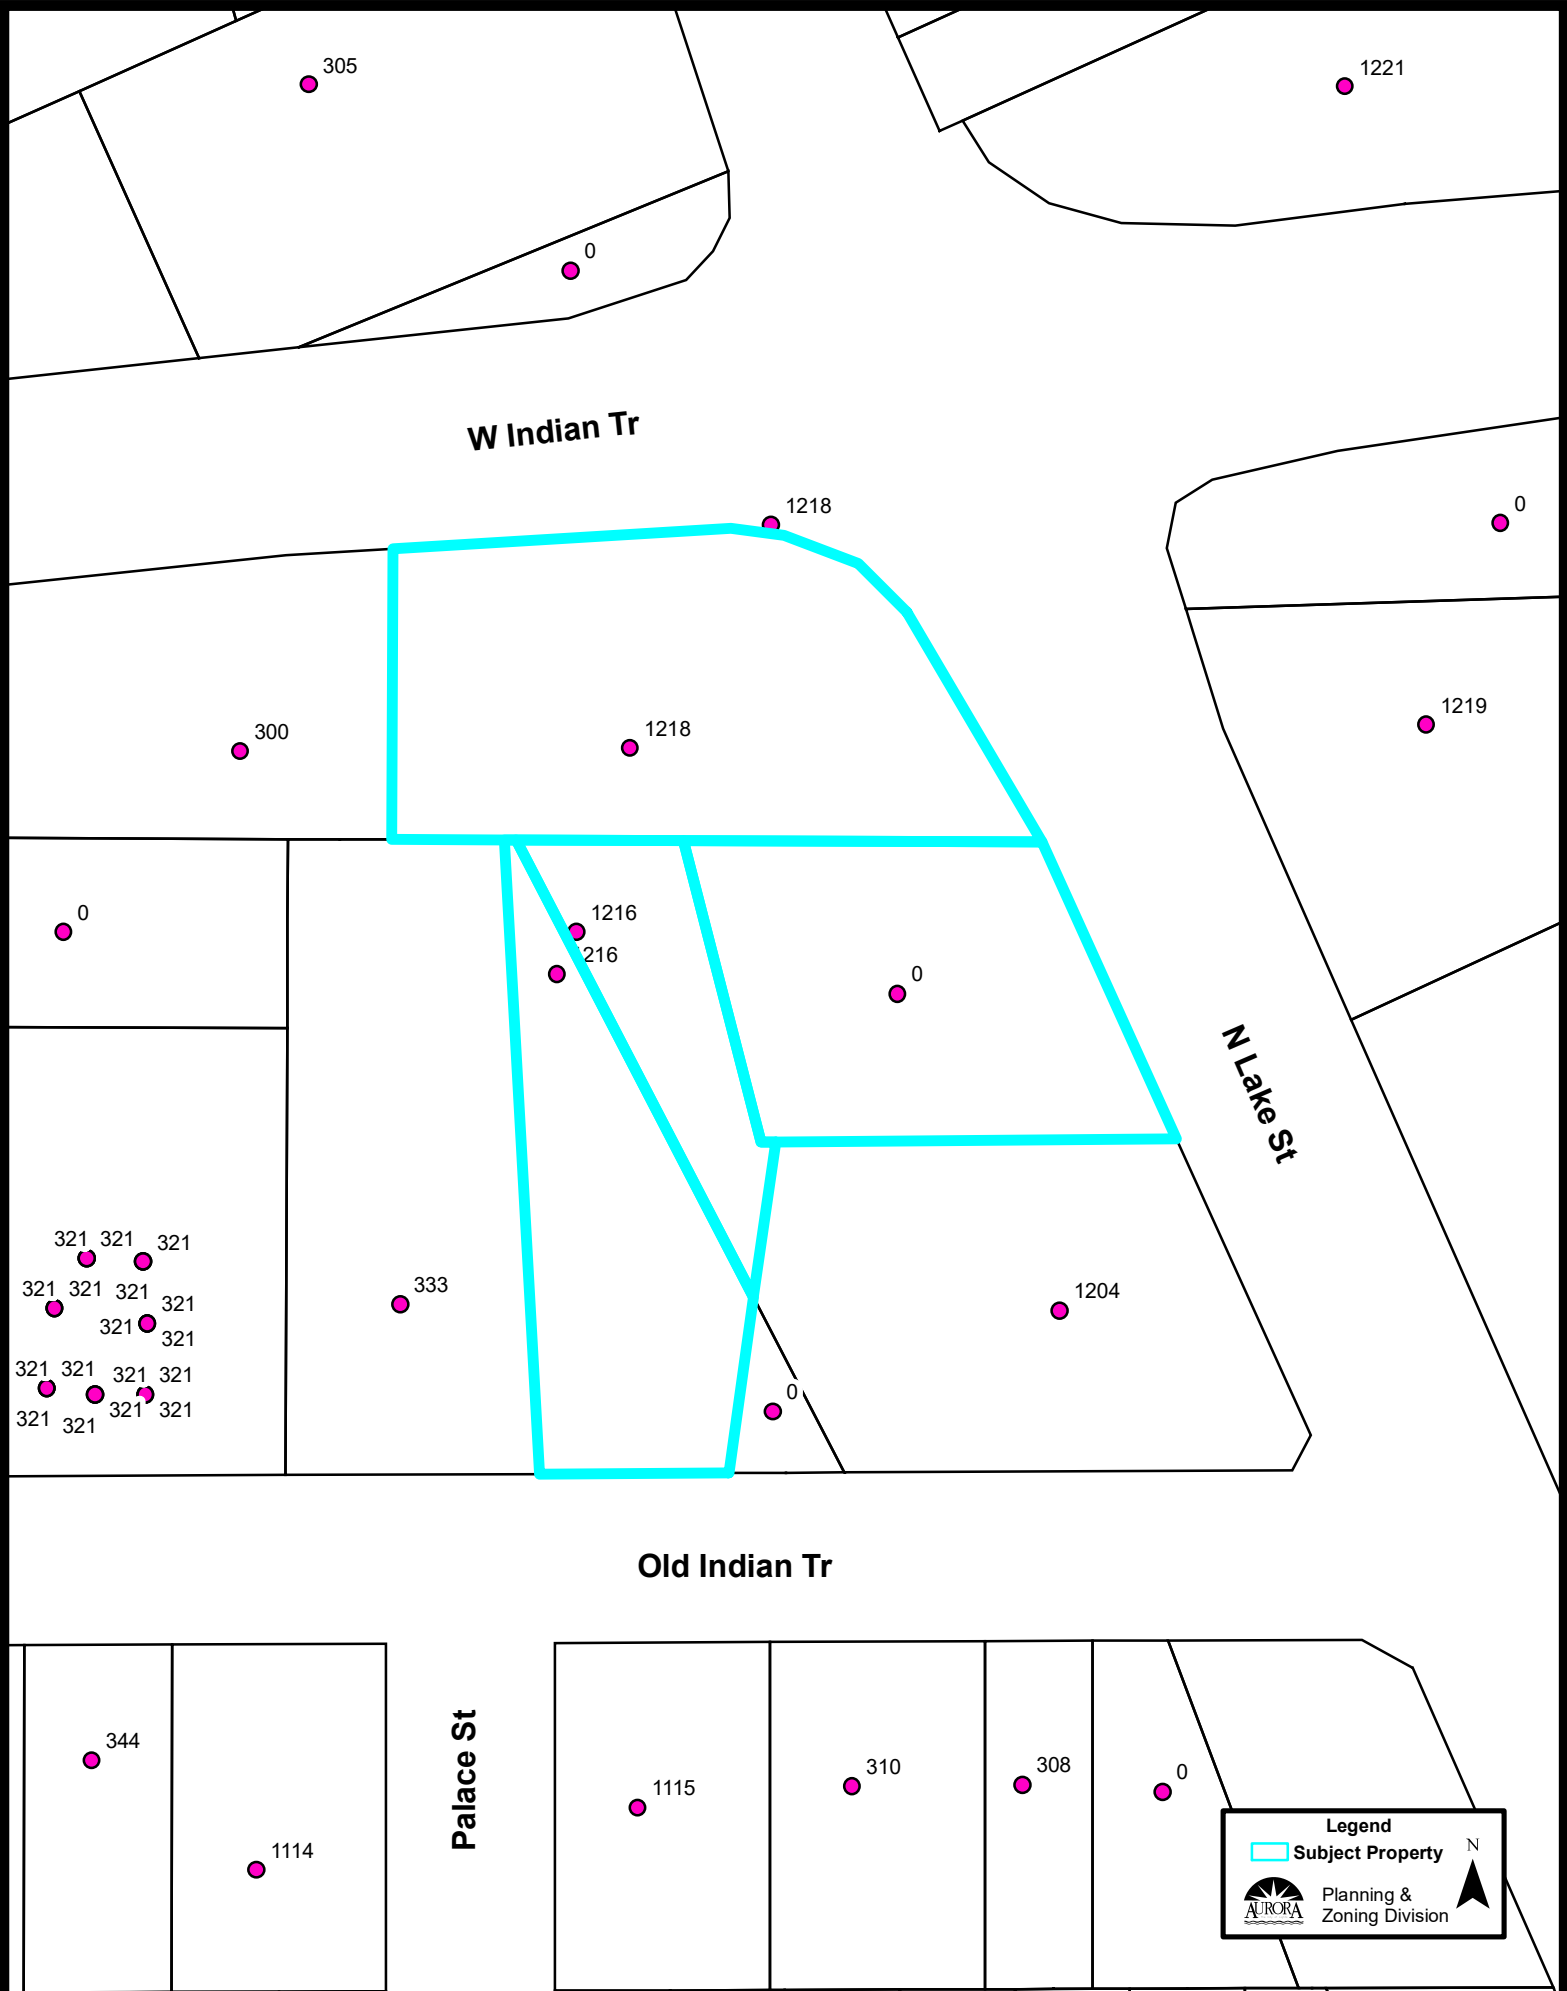 305
1221
0
W Indian Tr
1218
0
300
1218
1219
0
1216
216
0
N Lake St
321 321 321
321 321 321 321
321 321
333
1204
321 321 321 321
321 321 321 321
0
Old Indian Tr
344
1114
Palace St
1115
310
308
0
Legend
Subject Property
N
AURORA
Planning &
Zoning Division